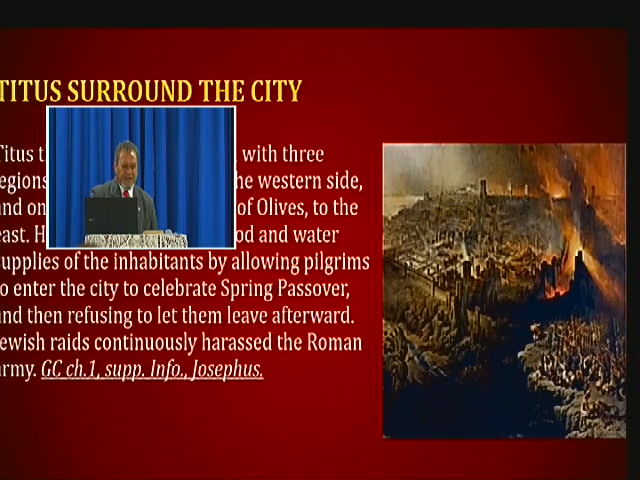 TITUS SURROUND THE CITY
Titus with three
egions he western side,
and on of Olives, to the
east. H od and water
supplies of the inhabitants by allowing pilgrims
to enter the city to celebrate Spring Passover,
and then refusing to let them leave afterward.
ewish raids continuously harassed the Roman
army. GC ch.1, supp. Info., Josephus.